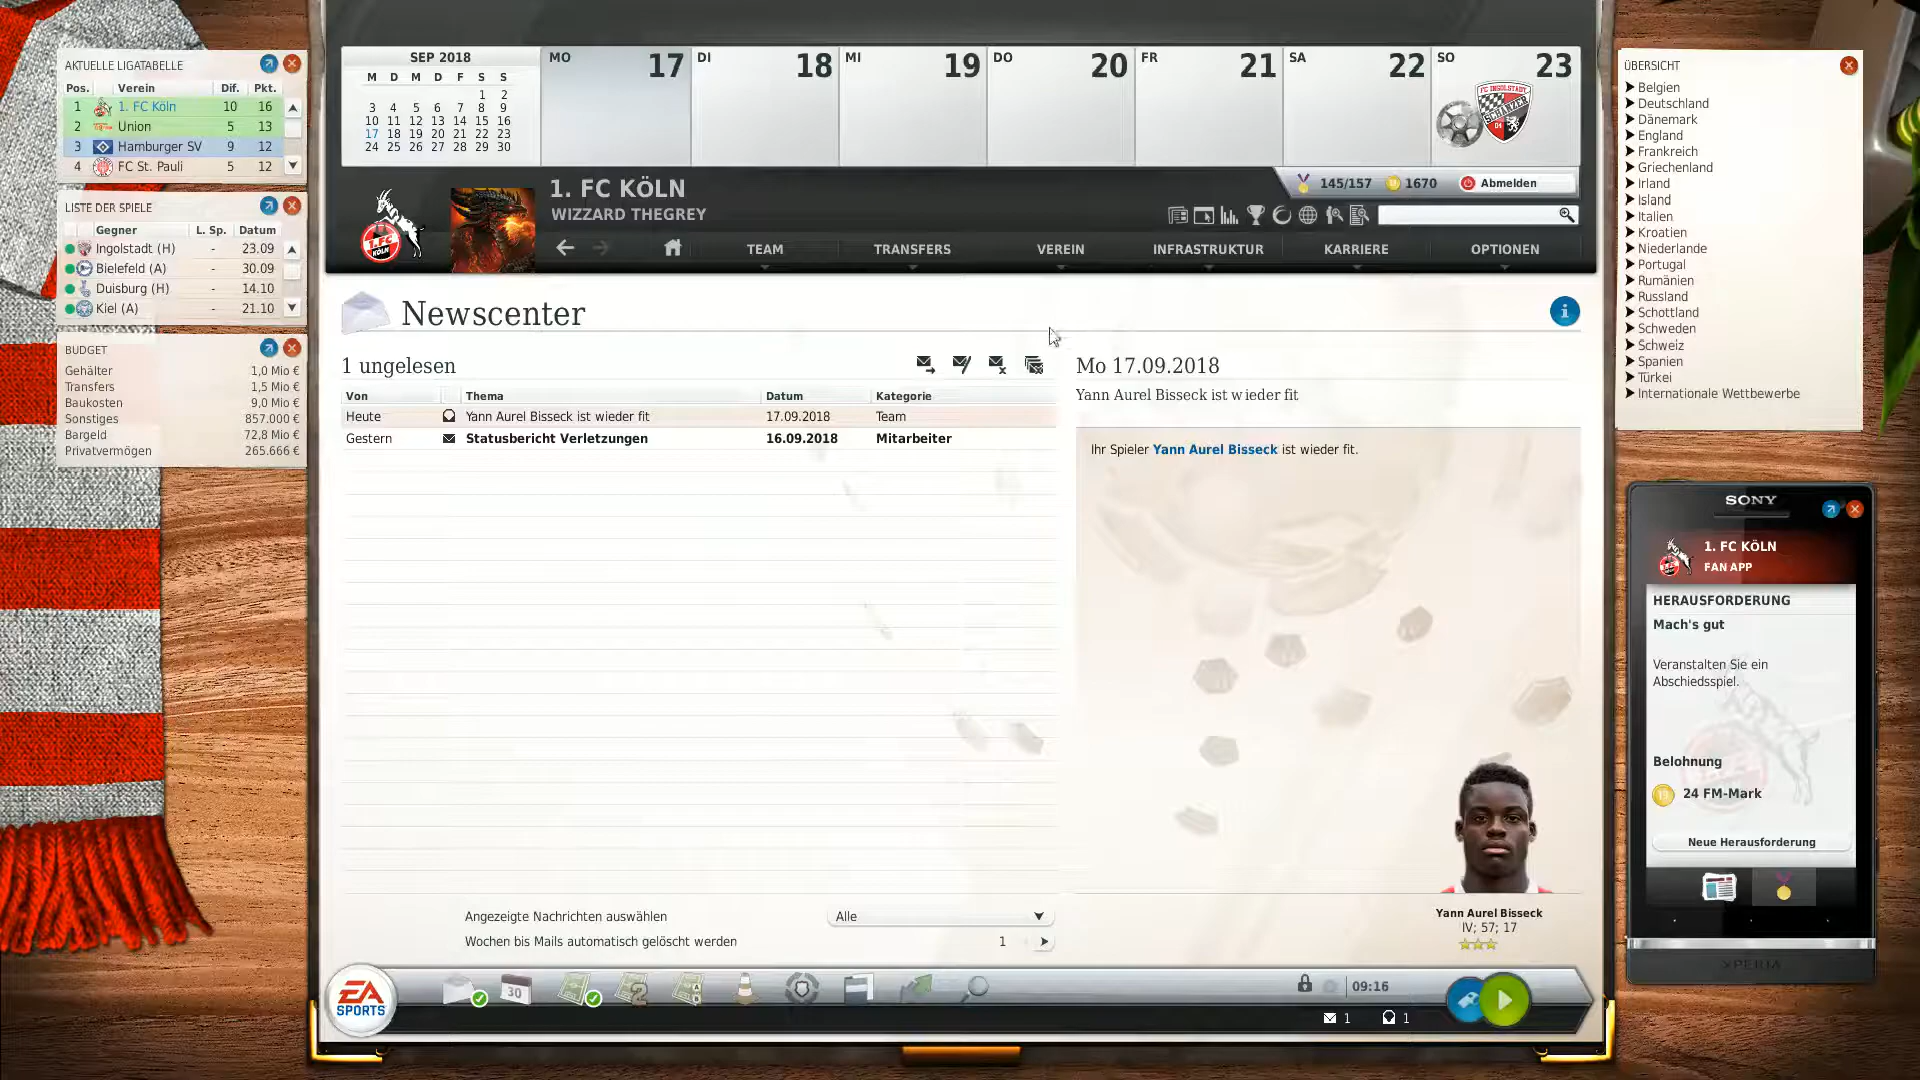 AKTUELLE LIGATABELLE
Pos. Verein Dif. Pkt.
1 1. FC Köln 10 16
2 Union 5 13
3 Hamburger SV 9 12
4 FC St. Pauli 5 12
LISTE DER SPIELE
Gegner L. Sp. Datum
Ingolstadt (H) - 23.09
Bielefeld (A) - 30.09
Duisburg (H) - 14.10
Kiel (A) - 21.10
BUDGET
Gehälter 1,0 Mio €
Transfers 1,5 Mio €
Baukosten 9,0 Mio €
Sonstiges 857.000 €
Bargeld 72,8 Mio €
Privatvermögen 265.666 €
SEP 2018
M D M D F S S
1 2
3 4 5 6 7 8 9
10 11 12 13 14 15 16
17 18 19 20 21 22 23
24 25 26 27 28 29 30
MO 17
DI 18
MI 19
DO 20
FR 21
SA 22
SO 23
FC INGOLSTADT
1. FC KÖLN
WIZZARD THEGREY
145/157 1670 Abmelden
TEAM TRANSFERS VEREIN INFRASTRUKTUR KARRIERE OPTIONEN
Newscenter
1 ungelesen
Von Thema Datum Kategorie
Heute Yann Aurel Bisseck ist wieder fit 17.09.2018 Team
Gestern Statusbericht Verletzungen 16.09.2018 Mitarbeiter
Mo 17.09.2018
Yann Aurel Bisseck ist wieder fit
Ihr Spieler Yann Aurel Bisseck ist wieder fit.
Yann Aurel Bisseck
IV; 57; 17
Angezeigte Nachrichten auswählen Alle
Wochen bis Mails automatisch gelöscht werden 1
EA
SPORTS
30
2
09:16
1 1
ÜBERSICHT
Belgien
Deutschland
Dänemark
England
Frankreich
Griechenland
Irland
Island
Italien
Kroatien
Niederlande
Portugal
Rumänien
Russland
Schottland
Schweden
Schweiz
Spanien
Türkei
Internationale Wettbewerbe
SONY
1. FC KÖLN
FAN APP
HERAUSFORDERUNG
Mach's gut
Veranstalten Sie ein
Abschiedsspiel.
Belohnung
24 FM-Mark
Neue Herausforderung
XPERIA